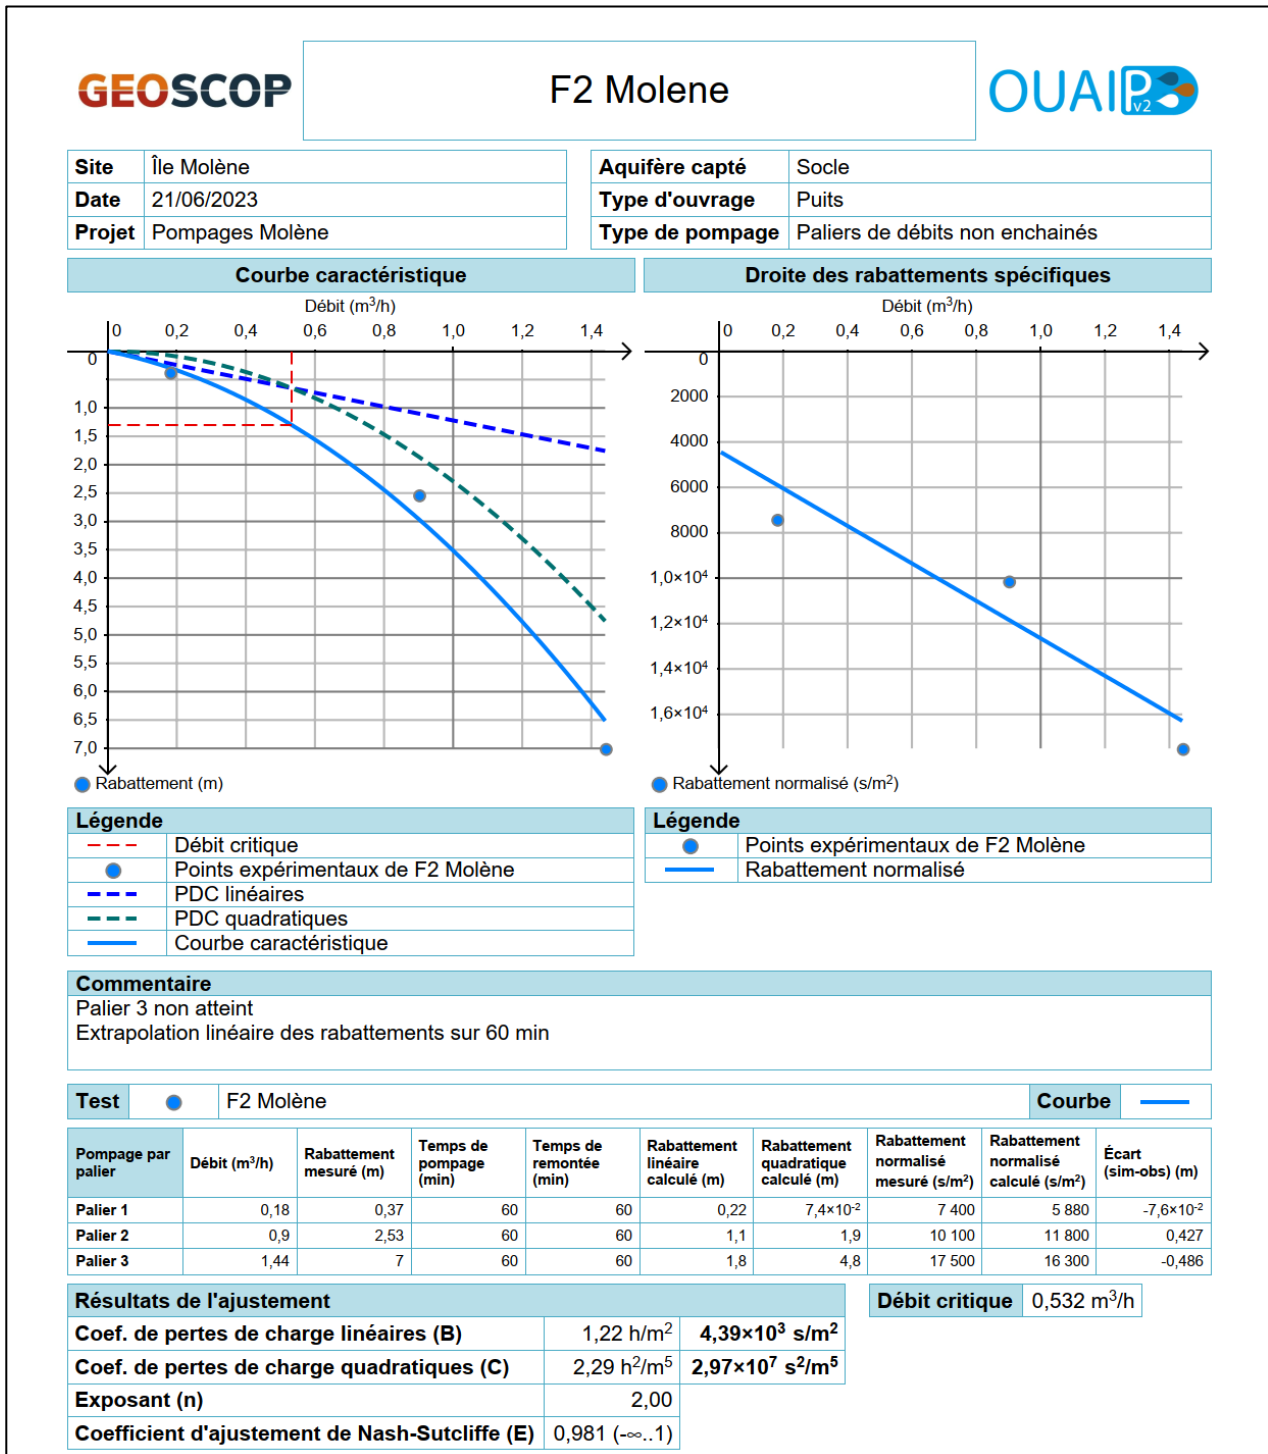 GEOSCOP
F2 Molene
OUAIP v2
Site Île Molène
Date 21/06/2023
Projet Pompages Molène
Aquifère capté Socle
Type d'ouvrage Puits
Type de pompage Paliers de débits non enchainés
Courbe caractéristique
Débit (m³/h)
0 0,2 0,4 0,6 0,8 1,0 1,2 1,4
0
1,0
1,5
2,0
2,5
3,0
3,5
4,0
4,5
5,0
5,5
6,0
6,5
7,0
Rabattement (m)
Droite des rabattements spécifiques
Débit (m³/h)
0 0,2 0,4 0,6 0,8 1,0 1,2 1,4
0
2000
4000
6000
8000
1,0×10⁴
1,2×10⁴
1,4×10⁴
1,6×10⁴
Rabattement normalisé (s/m²)
Légende
Débit critique
Points expérimentaux de F2 Molène
PDC linéaires
PDC quadratiques
Courbe caractéristique
Légende
Points expérimentaux de F2 Molène
Rabattement normalisé
Commentaire
Palier 3 non atteint
Extrapolation linéaire des rabattements sur 60 min
Test F2 Molène Courbe
Pompage par palier Débit (m³/h) Rabattement mesuré (m) Temps de pompage (min) Temps de remontée (min) Rabattement linéaire calculé (m) Rabattement quadratique calculé (m) Rabattement normalisé mesuré (s/m²) Rabattement normalisé calculé (s/m²) Écart (sim-obs) (m)
Palier 1 0,18 0,37 60 60 0,22 7,4×10⁻² 7 400 5 880 -7,6×10⁻²
Palier 2 0,9 2,53 60 60 1,1 1,9 10 100 11 800 0,427
Palier 3 1,44 7 60 60 1,8 4,8 17 500 16 300 -0,486
Résultats de l'ajustement
Coef. de pertes de charge linéaires (B) 1,22 h/m² 4,39×10³ s/m²
Coef. de pertes de charge quadratiques (C) 2,29 h²/m⁵ 2,97×10⁷ s²/m⁵
Exposant (n) 2,00
Coefficient d'ajustement de Nash-Sutcliffe (E) 0,981 (-∞..1)
Débit critique 0,532 m³/h